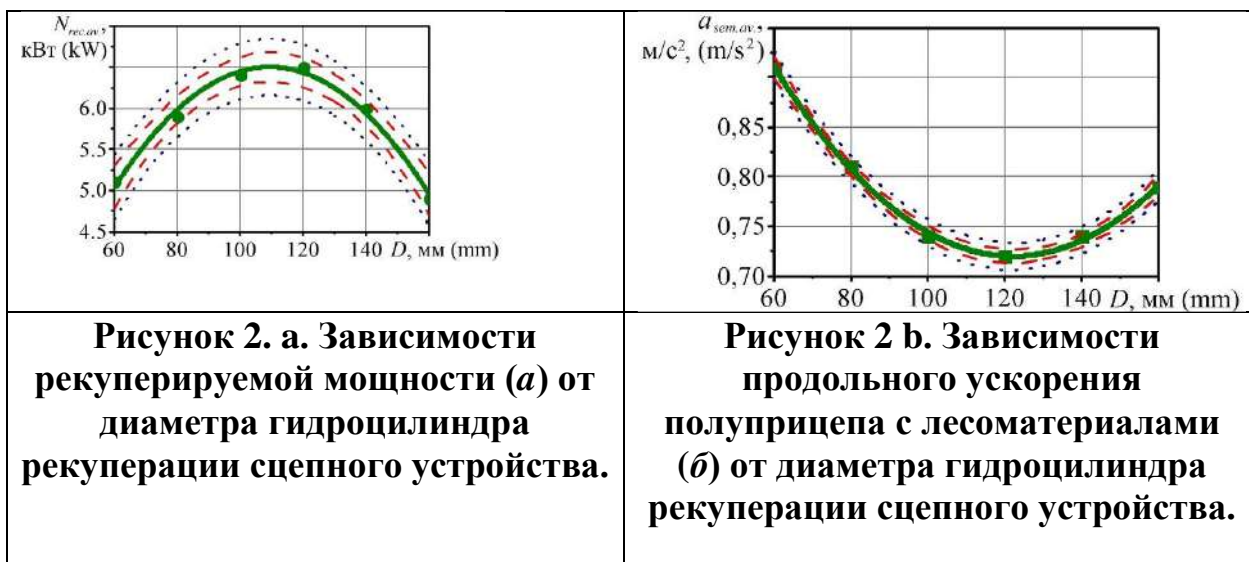 N rec.av,
кВт (kW)
6.0
5.5
5.0
4.5
60 80 100 120 140 D, мм (mm)
a sem.av.,
м/с², (m/s²)
0,85
0,80
0,75
0,70
60 80 100 120 140 D, мм (mm)
Рисунок 2. a. Зависимости
рекуперируемой мощности (а) от
диаметра гидроцилиндра
рекуперации сцепного устройства.
Рисунок 2 b. Зависимости
продольного ускорения
полуприцепа с лесоматериалами
(б) от диаметра гидроцилиндра
рекуперации сцепного устройства.